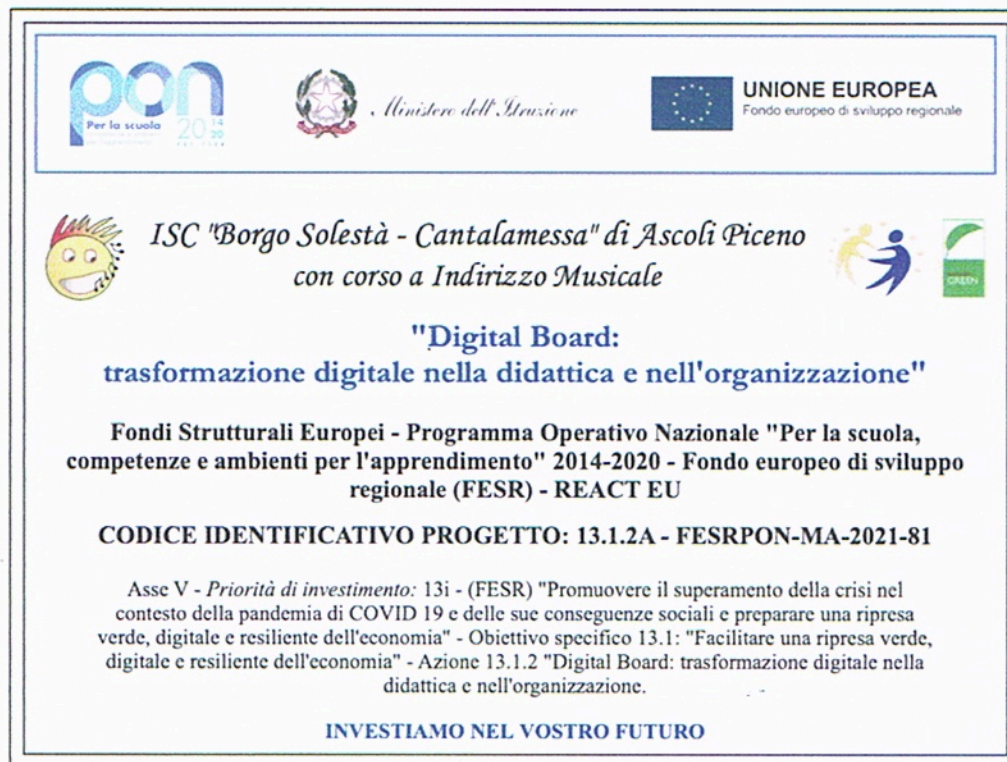 pon
Per la scuola
2014
20
Ministero dell'Istruzione
UNIONE EUROPEA
Fondo europeo di sviluppo regionale
ISC "Borgo Solestà - Cantalamessa" di Ascoli Piceno
con corso a Indirizzo Musicale
GREEN
"Digital Board:
trasformazione digitale nella didattica e nell'organizzazione"
Fondi Strutturali Europei - Programma Operativo Nazionale "Per la scuola,
competenze e ambienti per l'apprendimento" 2014-2020 - Fondo europeo di sviluppo
regionale (FESR) - REACT EU
CODICE IDENTIFICATIVO PROGETTO: 13.1.2A - FESRPON-MA-2021-81
Asse V - Priorità di investimento: 13i - (FESR) "Promuovere il superamento della crisi nel
contesto della pandemia di COVID 19 e delle sue conseguenze sociali e preparare una ripresa
verde, digitale e resiliente dell'economia" - Obiettivo specifico 13.1: "Facilitare una ripresa verde,
digitale e resiliente dell'economia" - Azione 13.1.2 "Digital Board: trasformazione digitale nella
didattica e nell'organizzazione.
INVESTIAMO NEL VOSTRO FUTURO